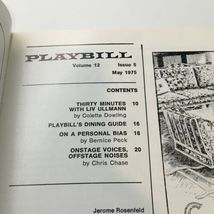 PLAYBILL
Volume 12 Issue 5
May 1975
CONTENTS
THIRTY MINUTES 10
WITH LIV ULLMANN
by Colette Dowling
PLAYBILL'S DINING GUIDE 16
ON A PERSONAL BIAS 18
by Bernice Peck
ONSTAGE VOICES, 20
OFFSTAGE NOISES
by Chris Chase
Jerome Rosenfeld